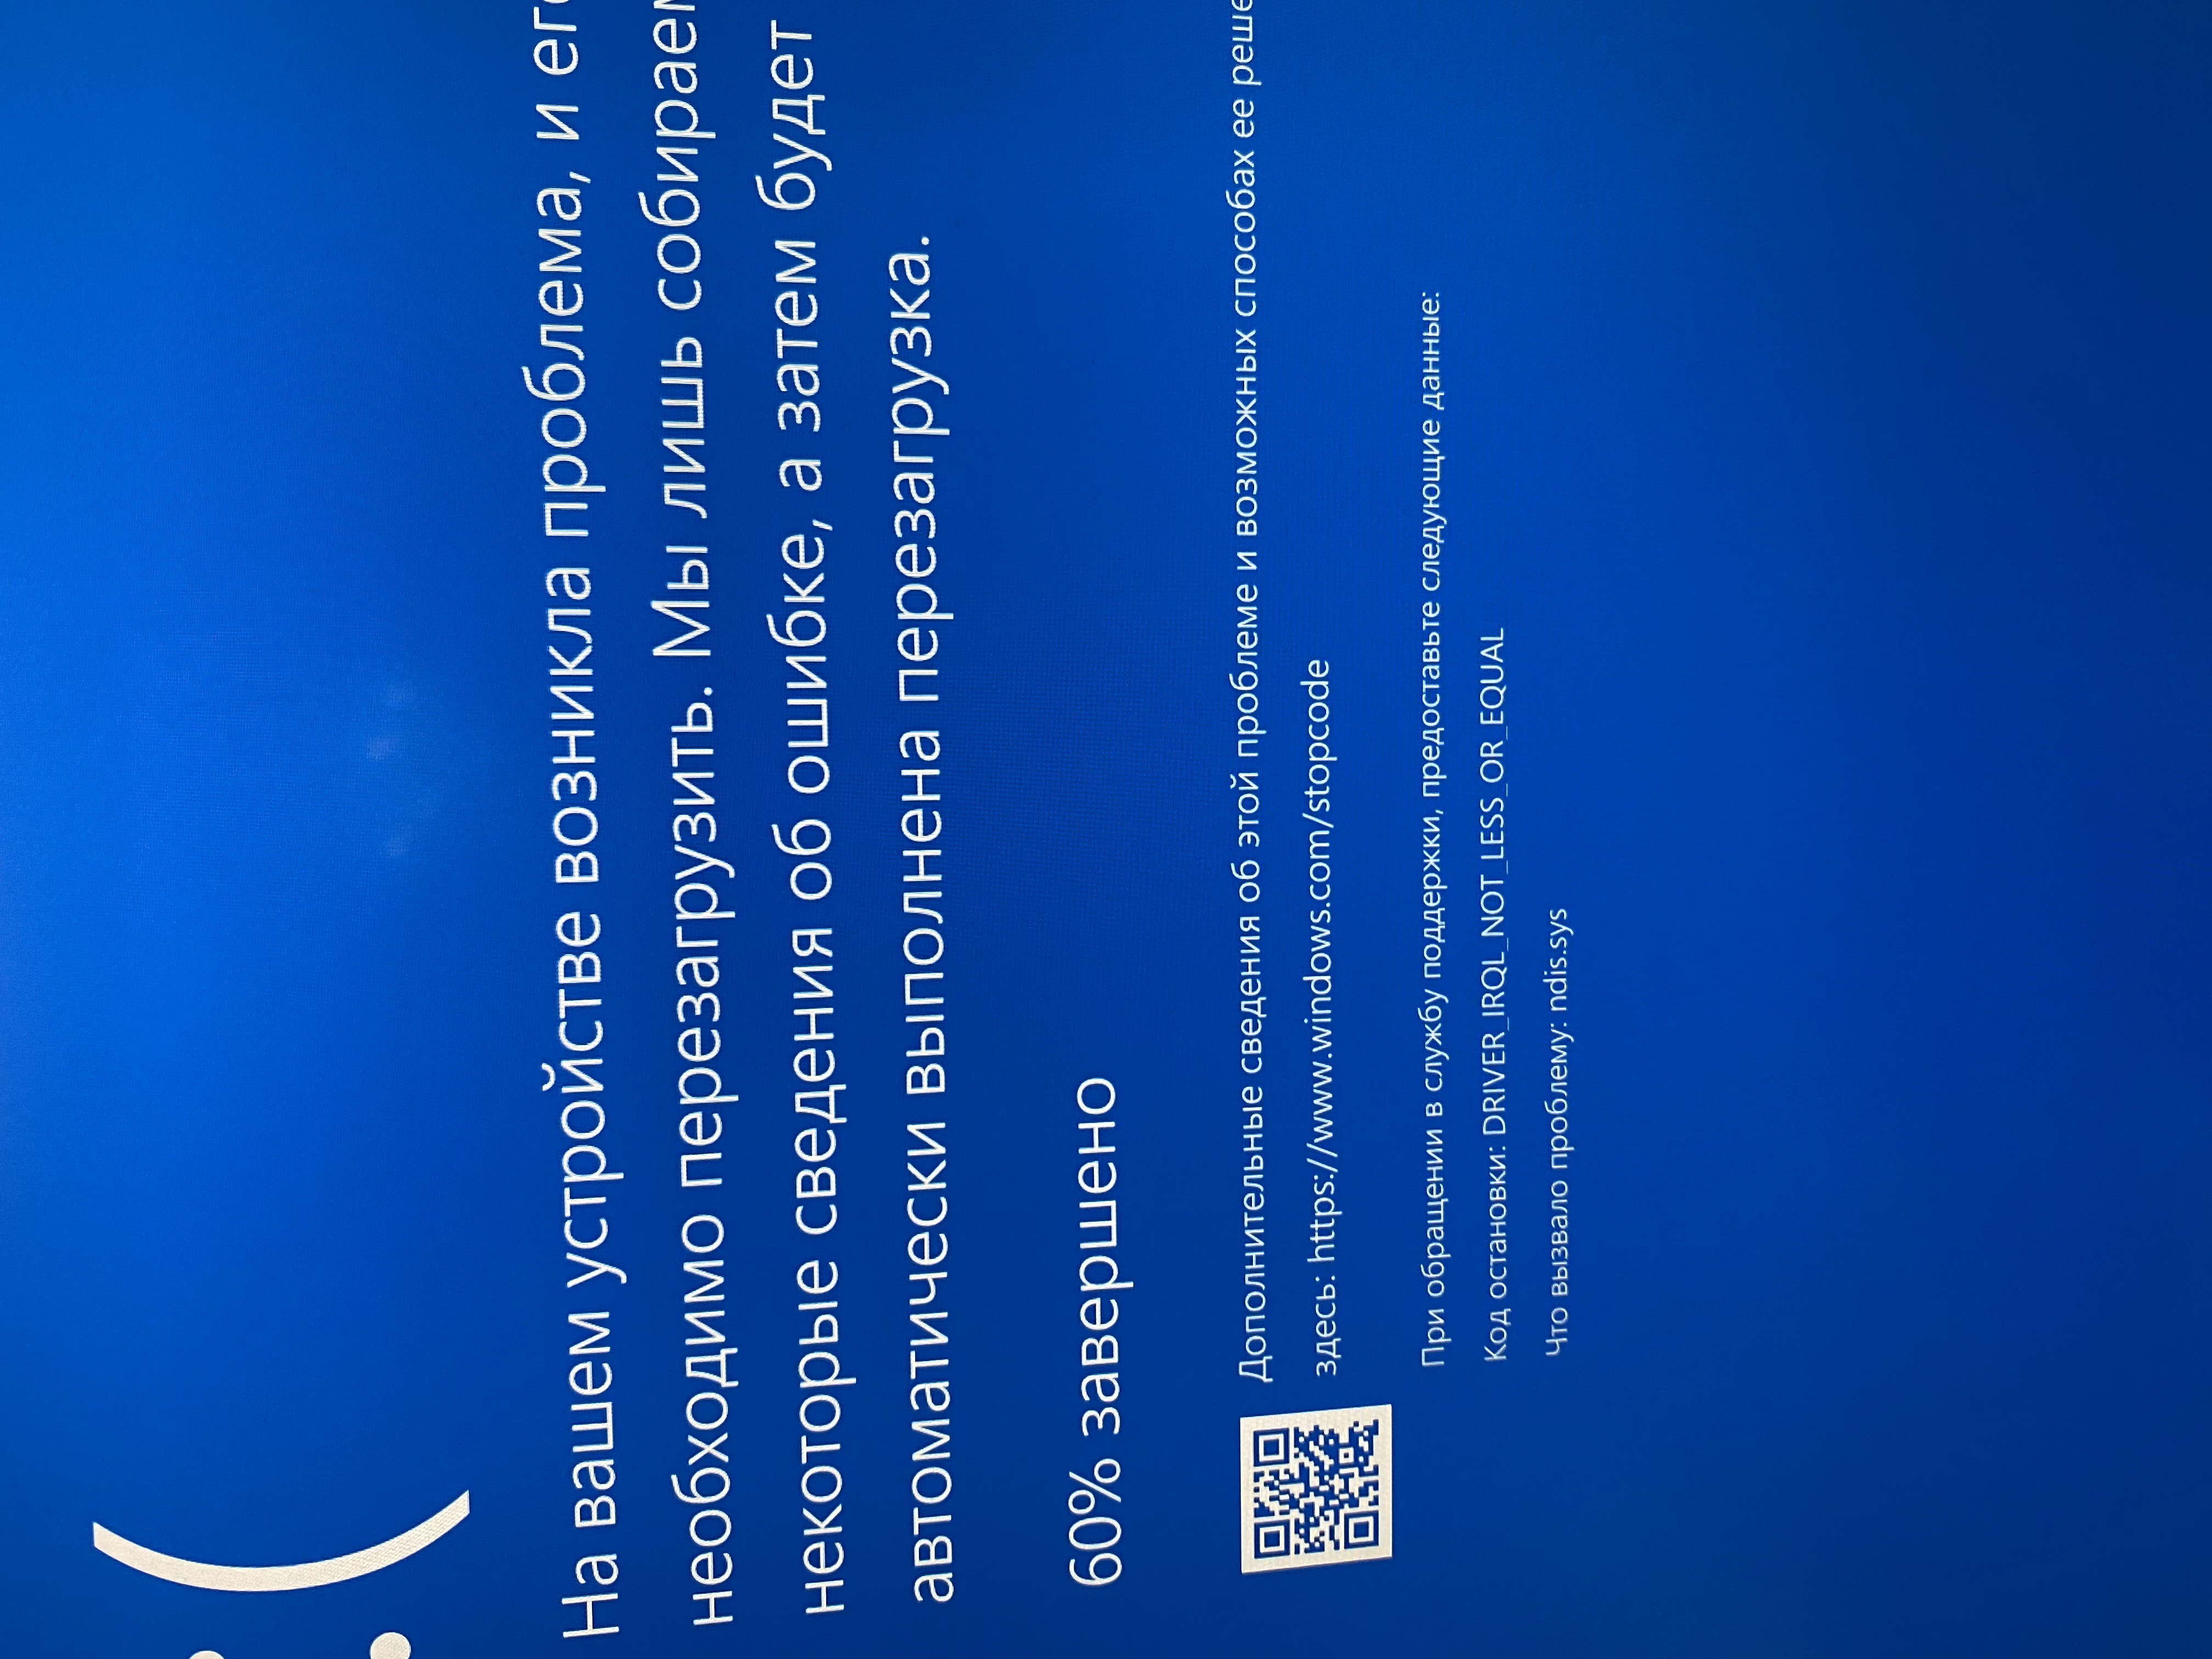 :(
На вашем устройстве возникла проблема, и его
необходимо перезагрузить. Мы лишь
некоторые сведения об ошибке, а затем будет
автоматически выполнена перезагрузка.
60% завершено
Дополнительные сведения об этой проблеме и возможных способах ее
здесь: https://www.windows.com/stopcode
При обращении в службу поддержки, предоставьте следующие данные:
Код остановки: DRIVER_IRQL_NOT_LESS_OR_EQUAL
Что вызвало проблему: ndis.sys